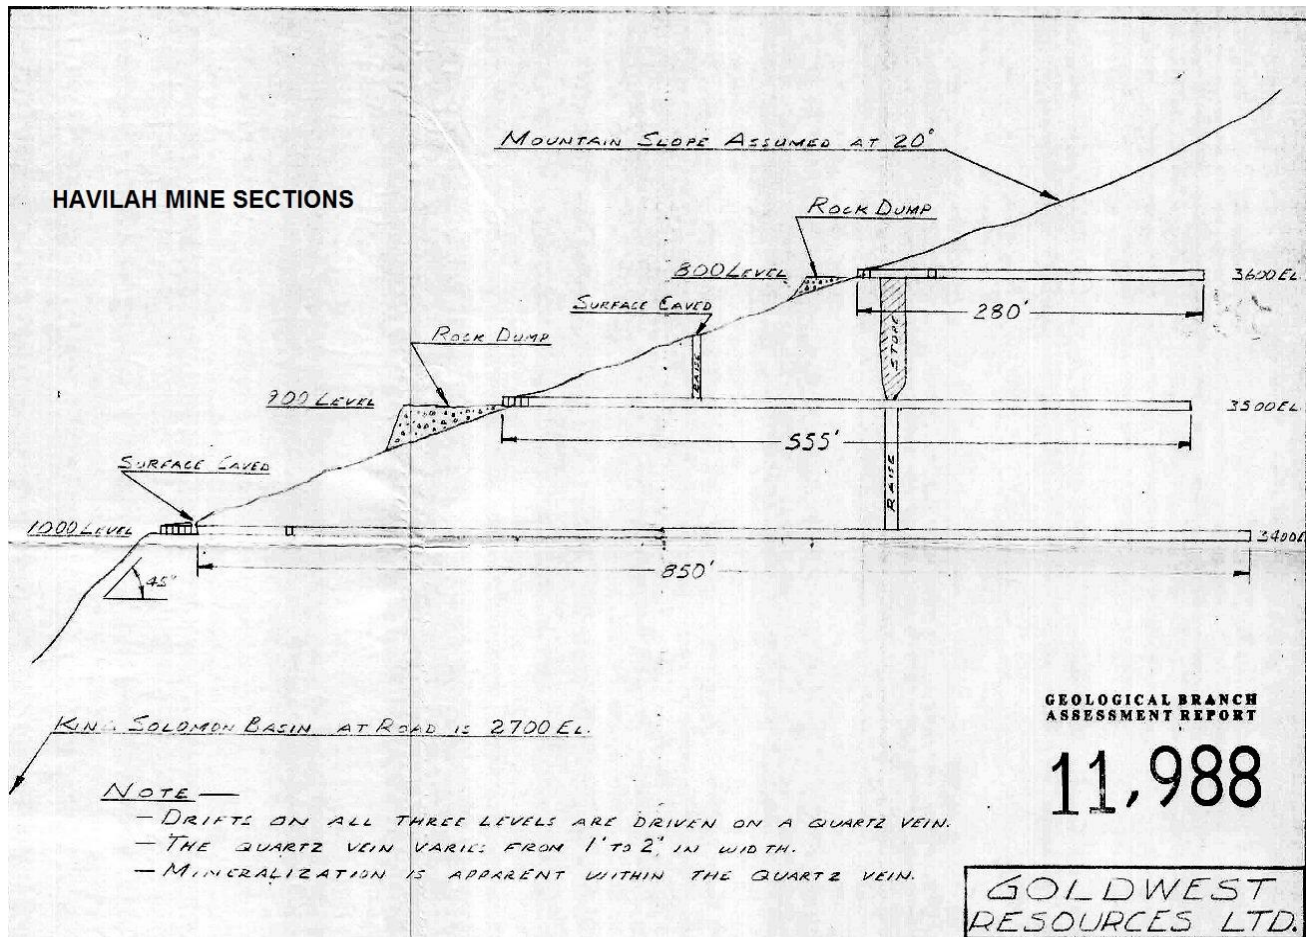 MOUNTAIN SLOPE ASSUMED AT 20°
HAVILAH MINE SECTIONS
ROCK DUMP
800 LEVEL
3600 EL.
SURFACE CAVED
280'
STOPE
ROCK DUMP
RAISE
900 LEVEL
3500 EL.
555'
SURFACE CAVED
RAISE
1000 LEVEL
3400 E
45°
850'
KING SOLOMON BASIN AT ROAD IS 2700 EL.
GEOLOGICAL BRANCH
ASSESSMENT REPORT
11,988
NOTE —
— DRIFTS ON ALL THREE LEVELS ARE DRIVEN ON A QUARTZ VEIN.
— THE QUARTZ VEIN VARIES FROM 1' TO 2' IN WIDTH.
— MINERALIZATION IS APPARENT WITHIN THE QUARTZ VEIN.
GOLDWEST
RESOURCES LTD.